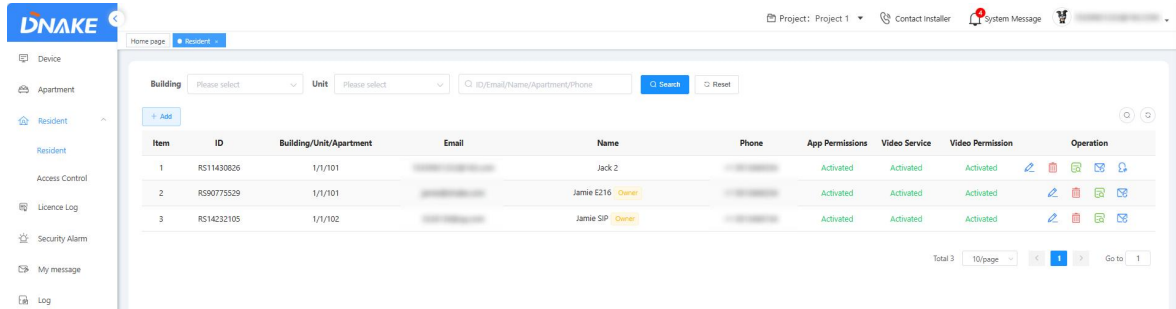 DNAKE
Project: Project 1 Contact Installer 4 System Message
Home page Resident ×
Device
Apartment
Resident
Resident
Access Control
Licence Log
Security Alarm
My message
Log
Building Please select Unit Please select ID/Email/Name/Apartment/Phone Search Reset
+ Add
Item ID Building/Unit/Apartment Email Name Phone App Permissions Video Service Video Permission Operation
1 RS11430826 1/1/101 Jack 2 Activated Activated Activated
2 RS90775529 1/1/101 Jamie E216 Owner Activated Activated Activated
3 RS14232105 1/1/102 Jamie SIP Owner Activated Activated Activated
Total 3 10/page < 1 > Go to 1